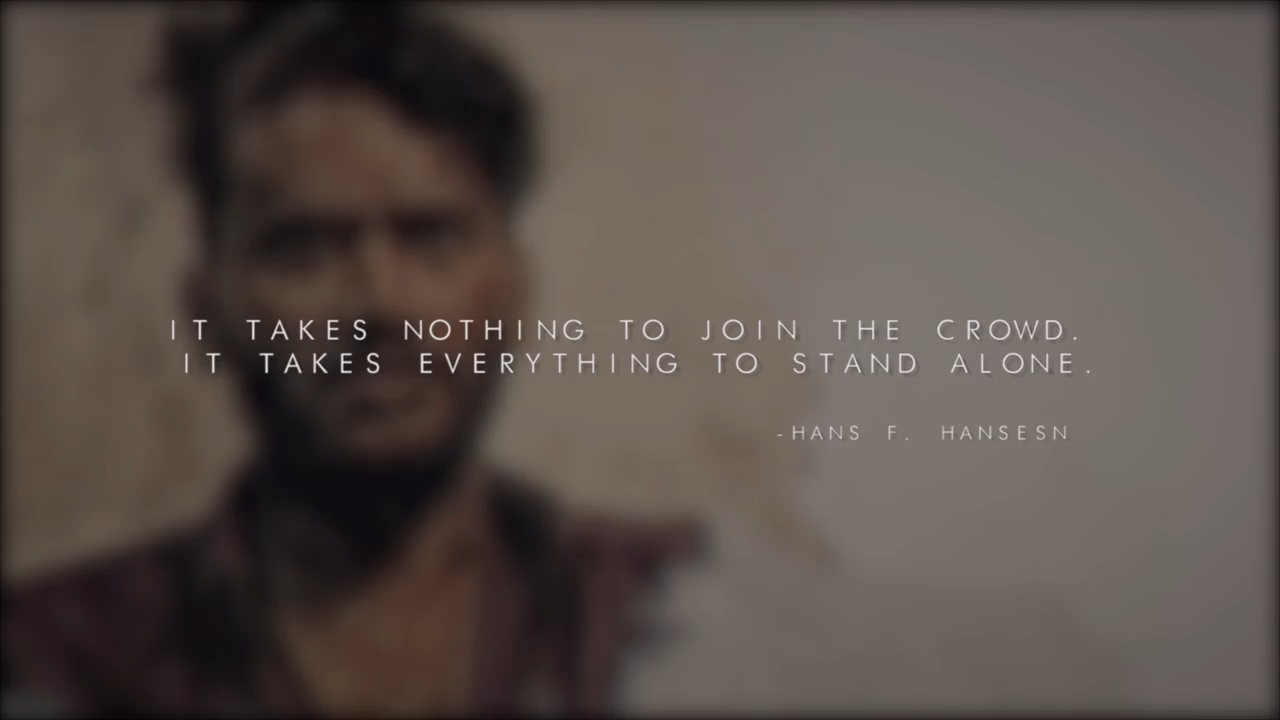 IT TAKES NOTHING TO JOIN THE CROWD.
IT TAKES EVERYTHING TO STAND ALONE.
-HANS F. HANSESN